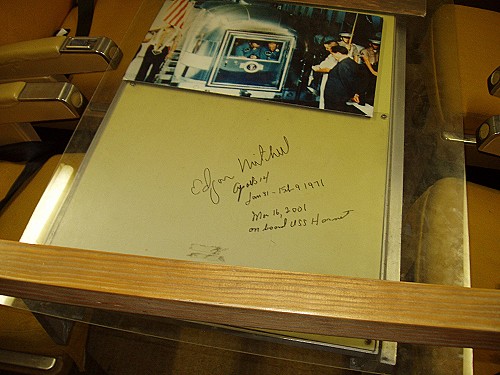 Edgar Mitchell
Apollo 14
Jan 31 - Feb 9 1971
Mar 16, 2001
on board USS Hornet